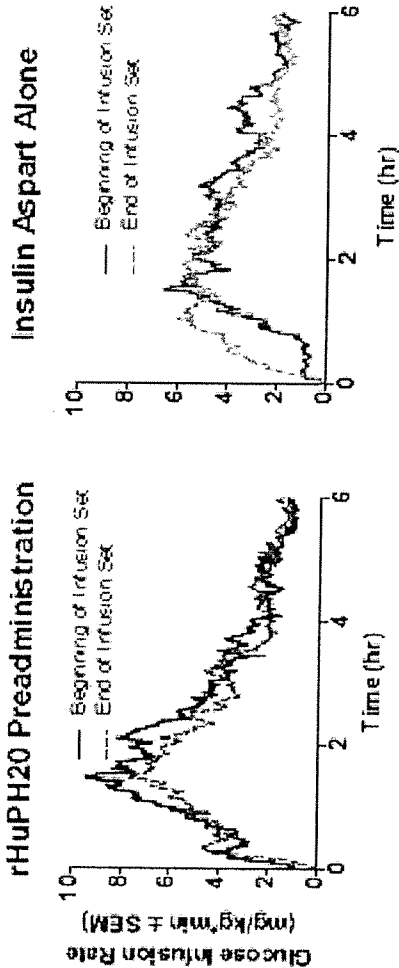 rHuPH20 Preadministration
Glucose Infusion Rate
(mg/kg*min ± SEM)
10
8
6
4
2
0
Beginning of Infusion Set
End of Infusion Set
0
2
4
6
Time (hr)
Insulin Aspart Alone
10
8
6
4
2
0
Beginning of Infusion Set
End of Infusion Set
0
2
4
6
Time (hr)